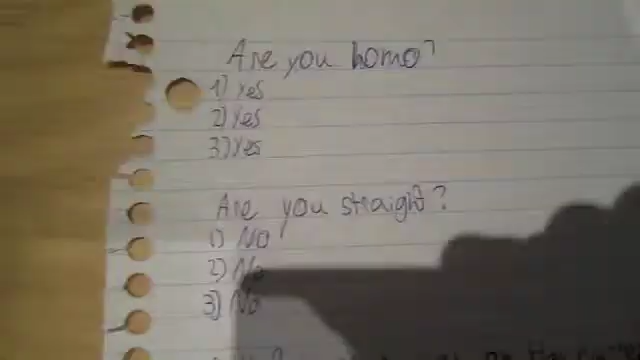 Are you homo?
1) Yes
2) Yes
3) Yes
Are you straight?
1) No
2) No
3) No